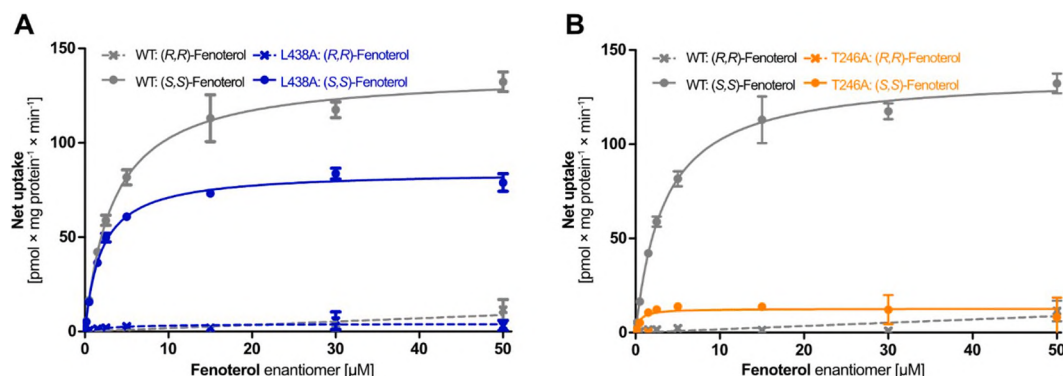 A
WT: (R,R)-Fenoterol L438A: (R,R)-Fenoterol
WT: (S,S)-Fenoterol L438A: (S,S)-Fenoterol
Net uptake
[pmol × mg protein⁻¹ × min⁻¹]
150
100
50
0
0 10 20 30 40 50
Fenoterol enantiomer [µM]
B
WT: (R,R)-Fenoterol T246A: (R,R)-Fenoterol
WT: (S,S)-Fenoterol T246A: (S,S)-Fenoterol
Net uptake
[pmol × mg protein⁻¹ × min⁻¹]
150
100
50
0
0 10 20 30 40 50
Fenoterol enantiomer [µM]